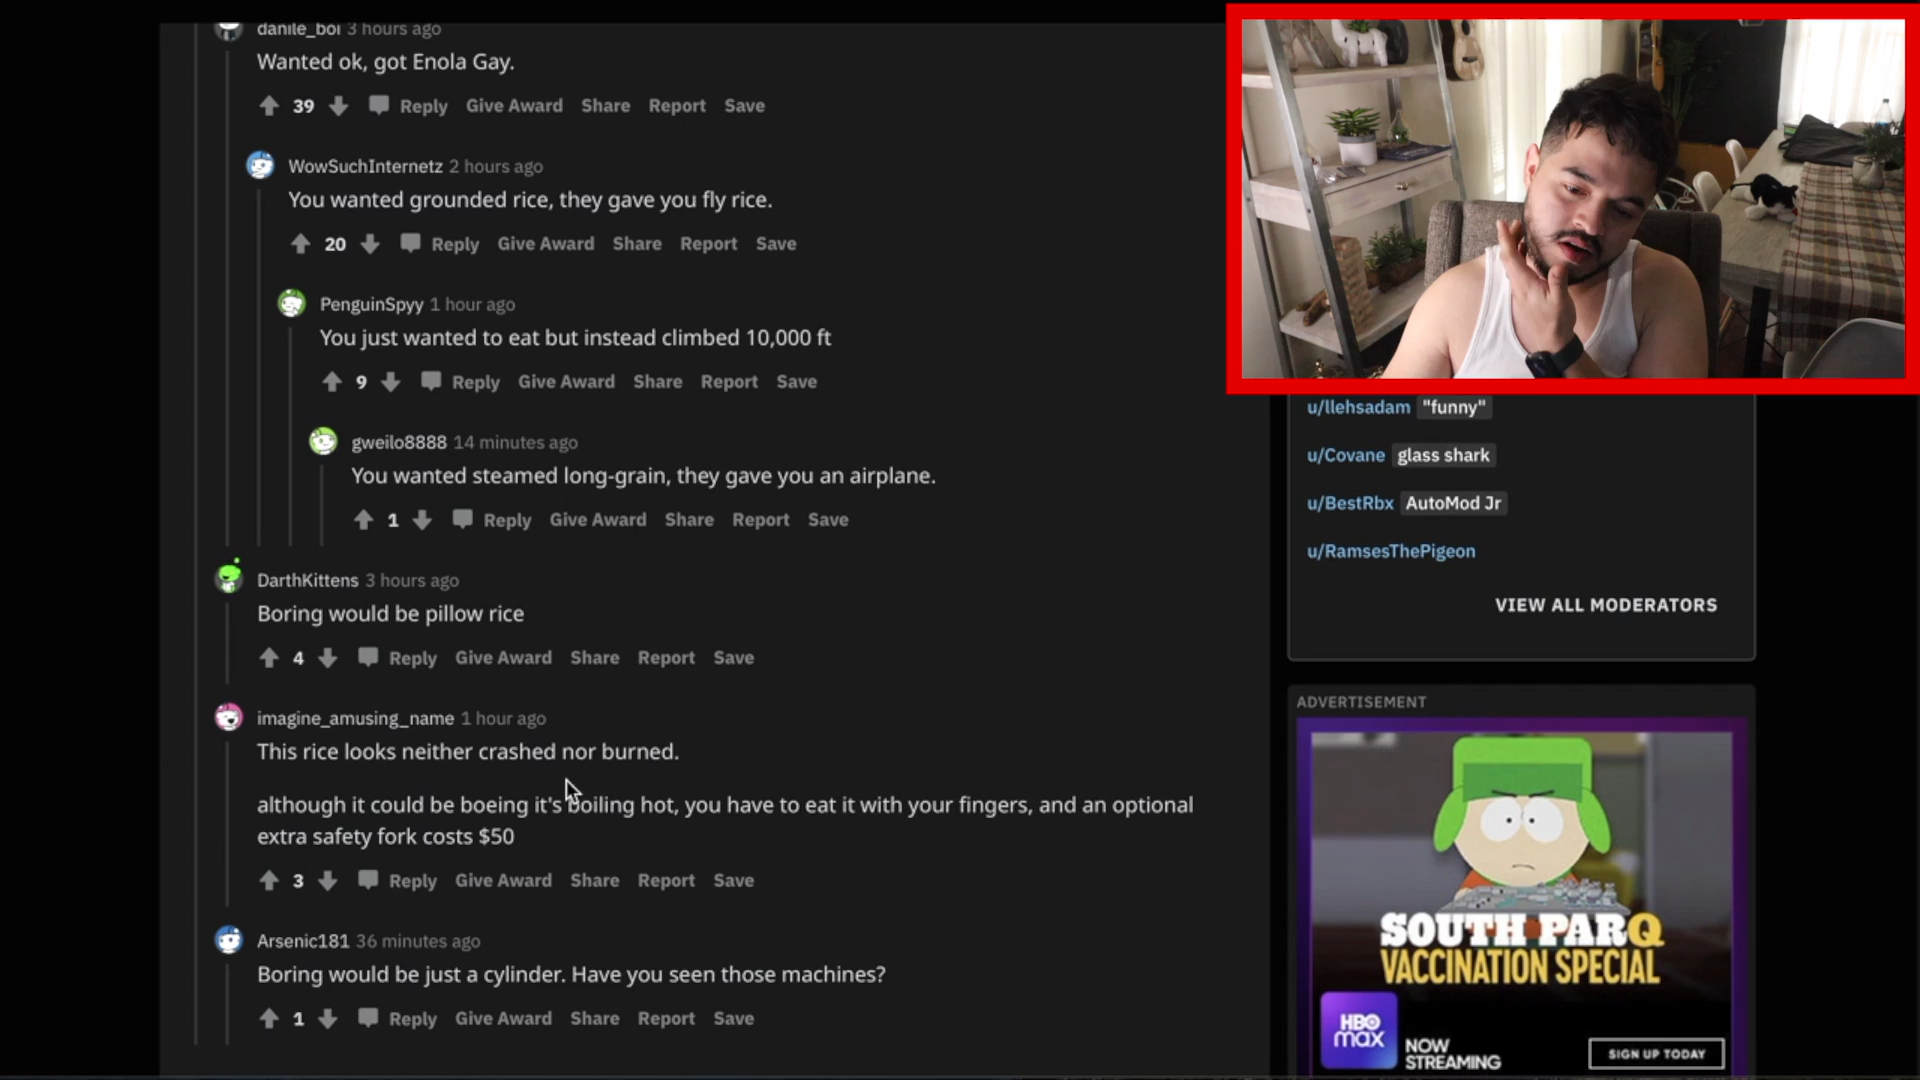 danile_boi 3 hours ago
Wanted ok, got Enola Gay.
39 Reply Give Award Share Report Save
WowSuchInternetz 2 hours ago
You wanted grounded rice, they gave you fly rice.
20 Reply Give Award Share Report Save
PenguinSpyy 1 hour ago
You just wanted to eat but instead climbed 10,000 ft
9 Reply Give Award Share Report Save
gweilo8888 14 minutes ago
You wanted steamed long-grain, they gave you an airplane.
1 Reply Give Award Share Report Save
DarthKittens 3 hours ago
Boring would be pillow rice
4 Reply Give Award Share Report Save
imagine_amusing_name 1 hour ago
This rice looks neither crashed nor burned.
although it could be boeing it's boiling hot, you have to eat it with your fingers, and an optional
extra safety fork costs $50
3 Reply Give Award Share Report Save
Arsenic181 36 minutes ago
Boring would be just a cylinder. Have you seen those machines?
1 Reply Give Award Share Report Save
u/llehsadam "funny"
u/Covane glass shark
u/BestRbx AutoMod Jr
u/RamsesThePigeon
VIEW ALL MODERATORS
ADVERTISEMENT
SOUTH PARQ
VACCINATION SPECIAL
HBO
max
NOW
STREAMING
SIGN UP TODAY